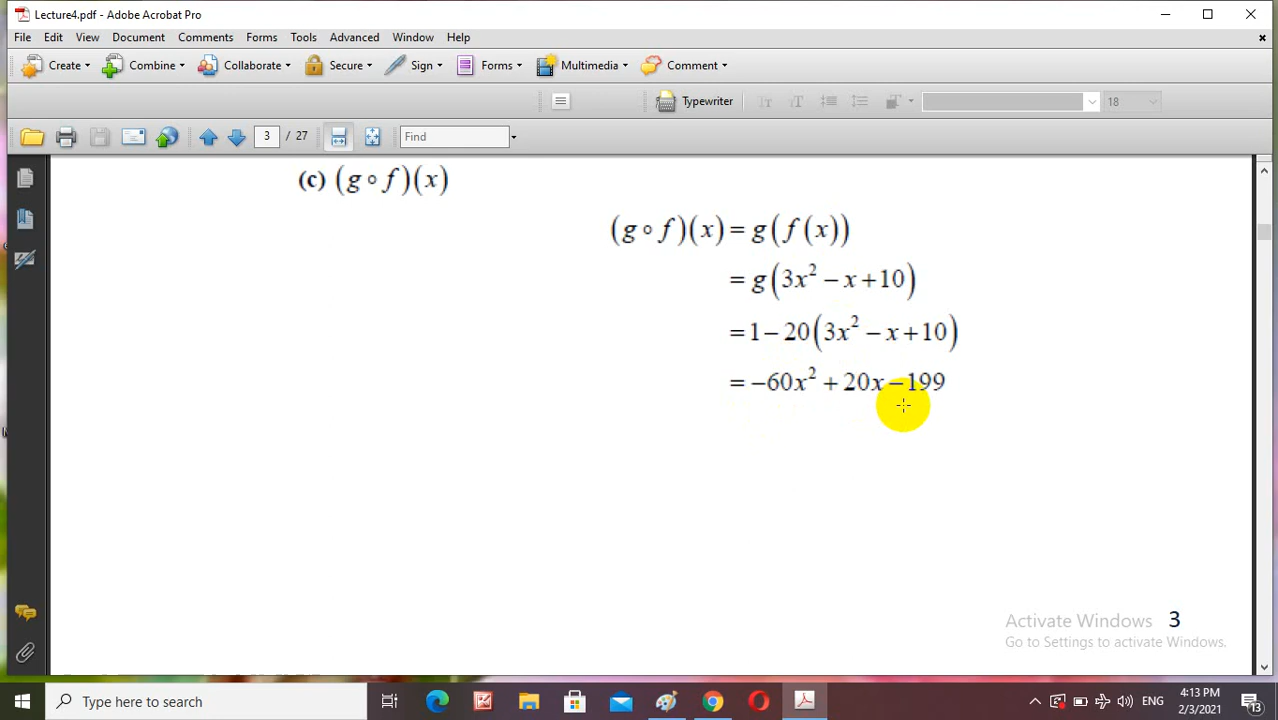 Lecture4.pdf - Adobe Acrobat Pro
File Edit View Document Comments Forms Tools Advanced Window Help
Create Combine Collaborate Secure Sign Forms Multimedia Comment
Typewriter 18
3 / 27 Find
(c) (g ∘ f)(x)
(g ∘ f)(x) = g(f(x))
= g(3x² − x + 10)
= 1 − 20(3x² − x + 10)
= −60x² + 20x − 199
Activate Windows 3
Go to Settings to activate Windows.
Type here to search
ENG
4:13 PM
2/3/2021
13